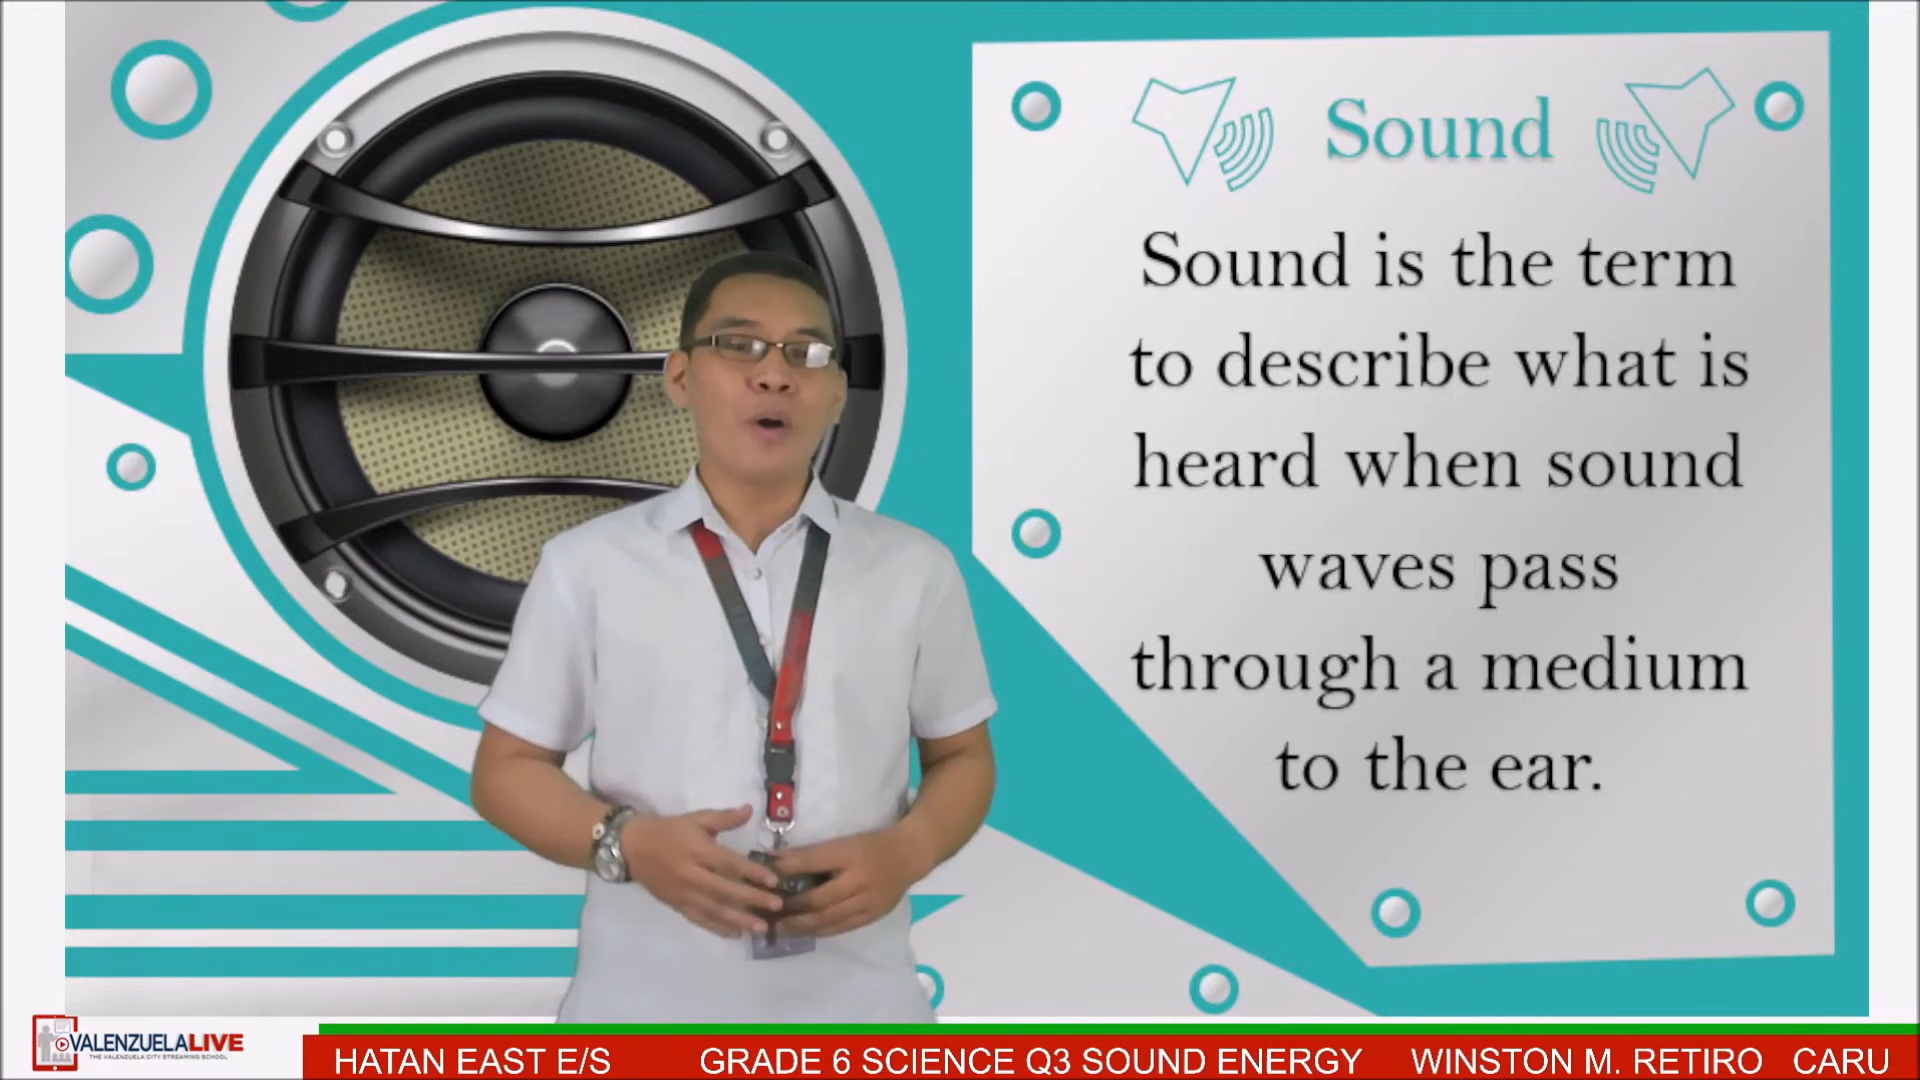 Sound
Sound is the term
to describe what is
heard when sound
waves pass
through a medium
to the ear.
VALENZUELALIVE
THE VALENZUELA CITY STREAMING SCHOOL
HATAN EAST E/S GRADE 6 SCIENCE Q3 SOUND ENERGY WINSTON M. RETIRO CARU